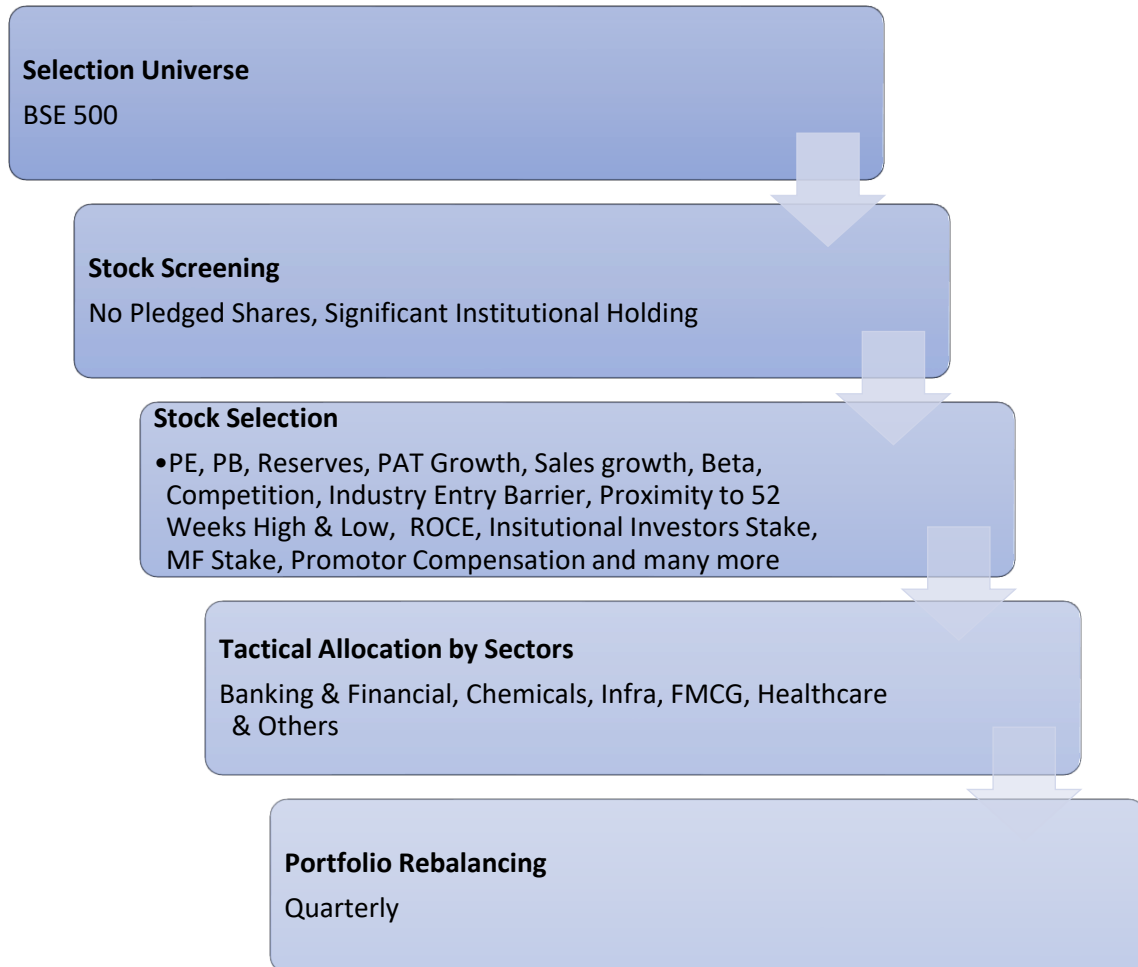 Selection Universe
BSE 500
Stock Screening
No Pledged Shares, Significant Institutional Holding
Stock Selection
•PE, PB, Reserves, PAT Growth, Sales growth, Beta,
Competition, Industry Entry Barrier, Proximity to 52
Weeks High & Low, ROCE, Insitutional Investors Stake,
MF Stake, Promotor Compensation and many more
Tactical Allocation by Sectors
Banking & Financial, Chemicals, Infra, FMCG, Healthcare
& Others
Portfolio Rebalancing
Quarterly